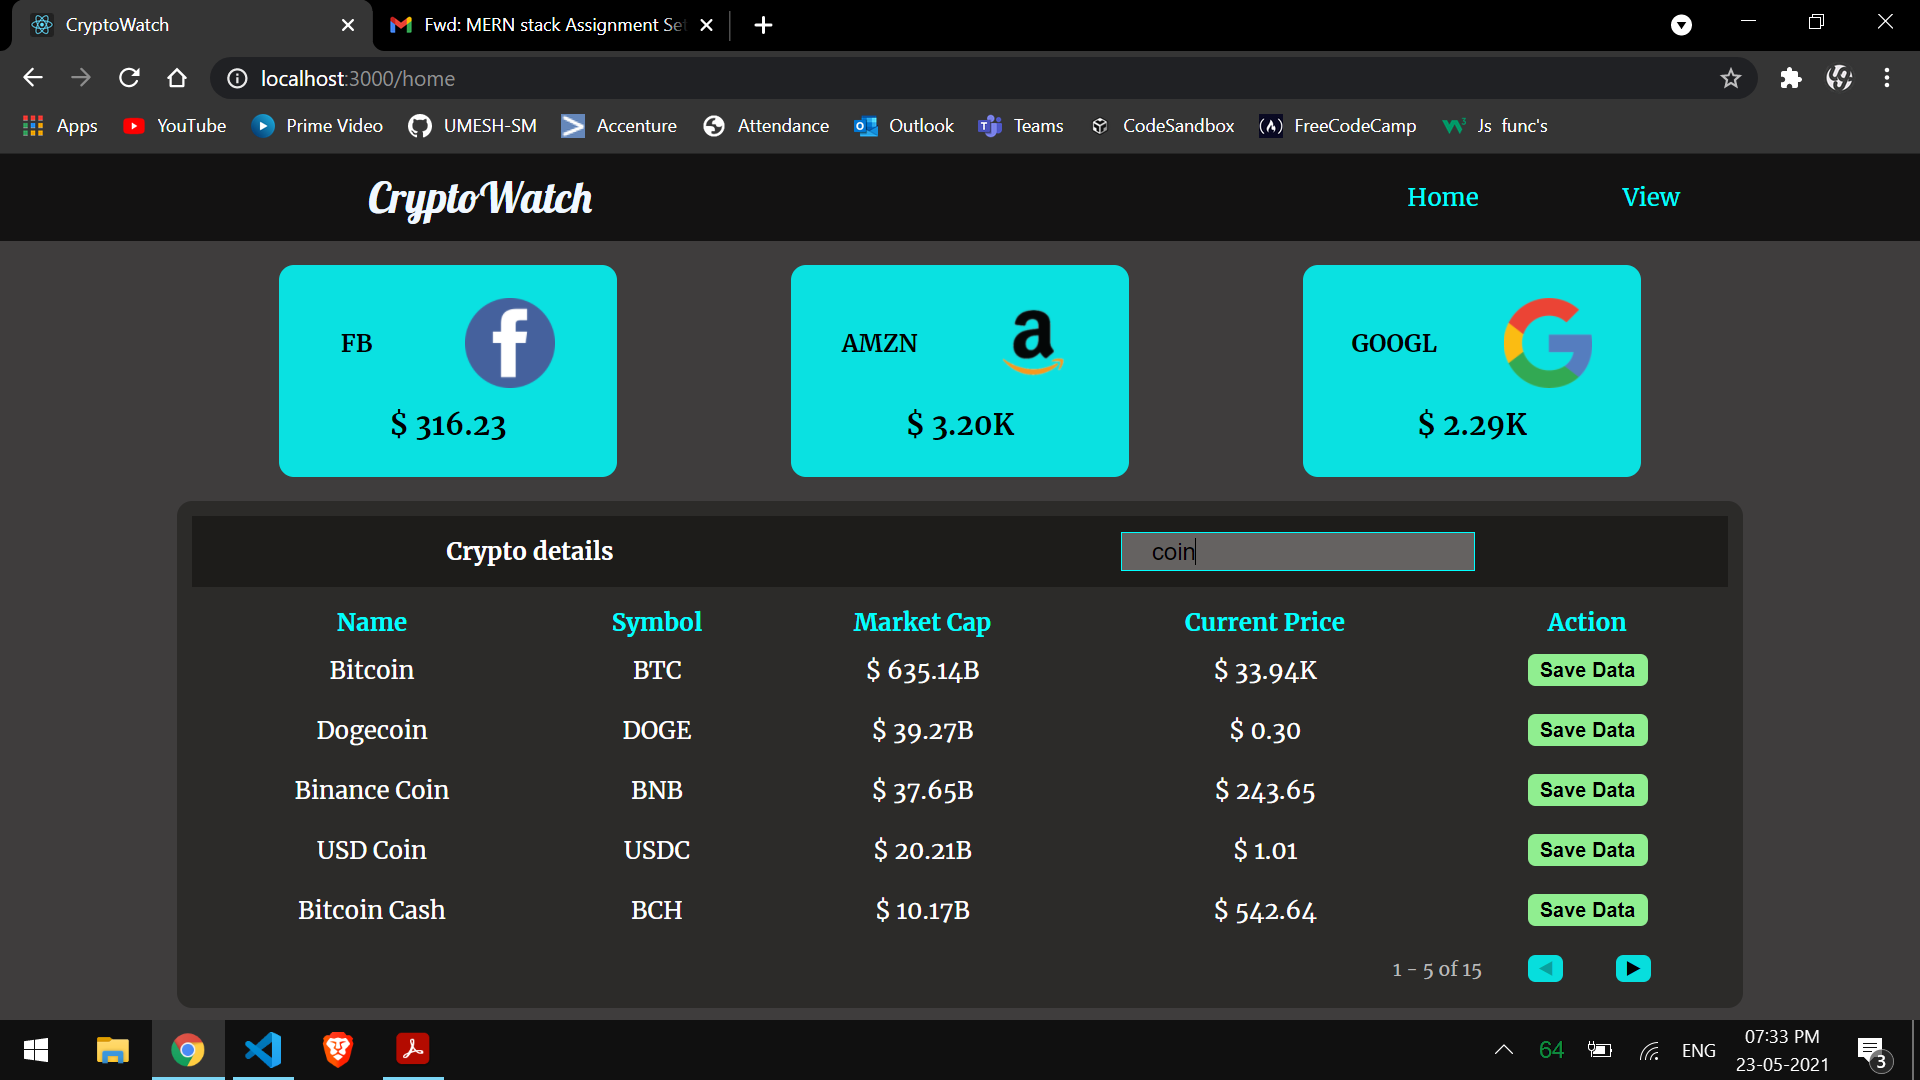 CryptoWatch
Fwd: MERN stack Assignment Se
localhost:3000/home
Apps YouTube Prime Video UMESH-SM Accenture Attendance Outlook Teams CodeSandbox FreeCodeCamp Js func's
CryptoWatch Home View
FB
$ 316.23
AMZN
$ 3.20K
GOOGL
$ 2.29K
Crypto details coin
Name Symbol Market Cap Current Price Action
Bitcoin BTC $ 635.14B $ 33.94K Save Data
Dogecoin DOGE $ 39.27B $ 0.30 Save Data
Binance Coin BNB $ 37.65B $ 243.65 Save Data
USD Coin USDC $ 20.21B $ 1.01 Save Data
Bitcoin Cash BCH $ 10.17B $ 542.64 Save Data
1 - 5 of 15
64 ENG 07:33 PM
23-05-2021
3